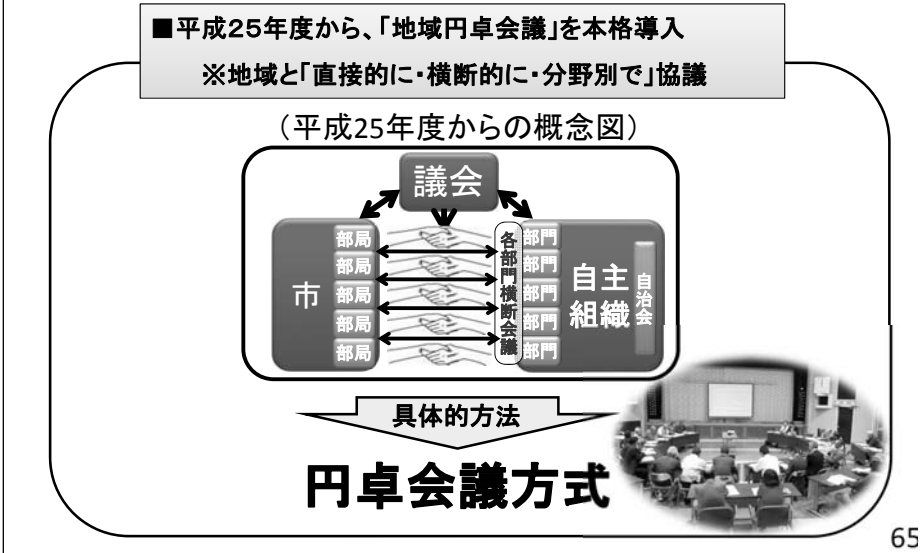 ■平成25年度から、「地域円卓会議」を本格導入
※地域と「直接的に・横断的に・分野別で」協議
（平成25年度からの概念図）
議会
市
部局
部局
部局
部局
部局
各部門横断会議
部門
部門
部門
部門
部門
自主
組織
自治会
具体的方法
円卓会議方式
65